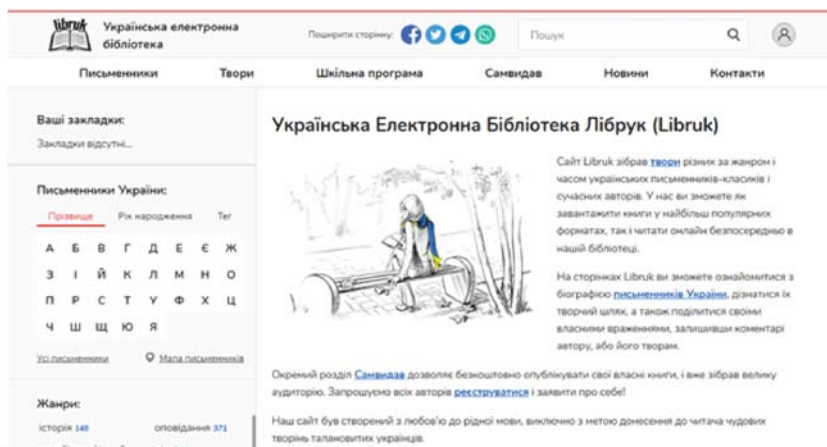 libruk
Українська електронна
бібліотека
Поширити сторінку:
Пошук
Письменники Твори Шкільна програма Самвидав Новини Контакти
Ваші закладки:
Закладки відсутні...
Письменники України:
Прізвище Рік народження Тег
А Б В Г Д Е Є Ж
З І Й К Л М Н О
П Р С Т У Ф Х Ц
Ч Ш Щ Ю Я
Усі письменники Мапа письменників
Жанри:
історія 148 оповідання 371
Українська Електронна Бібліотека Лібрук (Libruk)
Сайт Libruk зібрав твори різних за жанром і
часом українських письменників-класиків і
сучасних авторів. У нас ви зможете як
завантажити книги у найбільш популярних
форматах, так і читати онлайн безпосередньо в
нашій бібліотеці.
На сторінках Libruk ви зможете ознайомитися з
біографією письменників України, дізнатися їх
творчий шлях, а також поділитися своїми
власними враженнями, залишивши коментарі
автору, або його творам.
Окремий розділ Самвидав дозволяє безкоштовно опублікувати свої власні книги, і вже зібрав велику
аудиторію. Запрошуємо всіх авторів реєструватися і заявити про себе!
Наш сайт був створений з любов'ю до рідної мови, виключно з метою донесення до читача чудових
творінь талановитих українців.